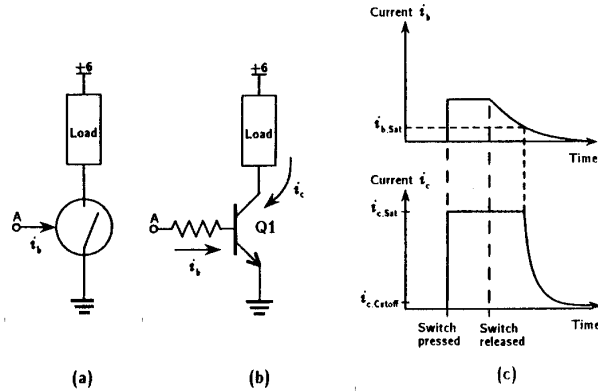 +6
Load
A
i_b
(a)
+6
Load
A
i_b
Q1
i_c
(b)
Current i_b
i_b,Sat
Time
Current i_c
i_c,Sat
i_c,Cutoff
Time
Switch
pressed
Switch
released
(c)